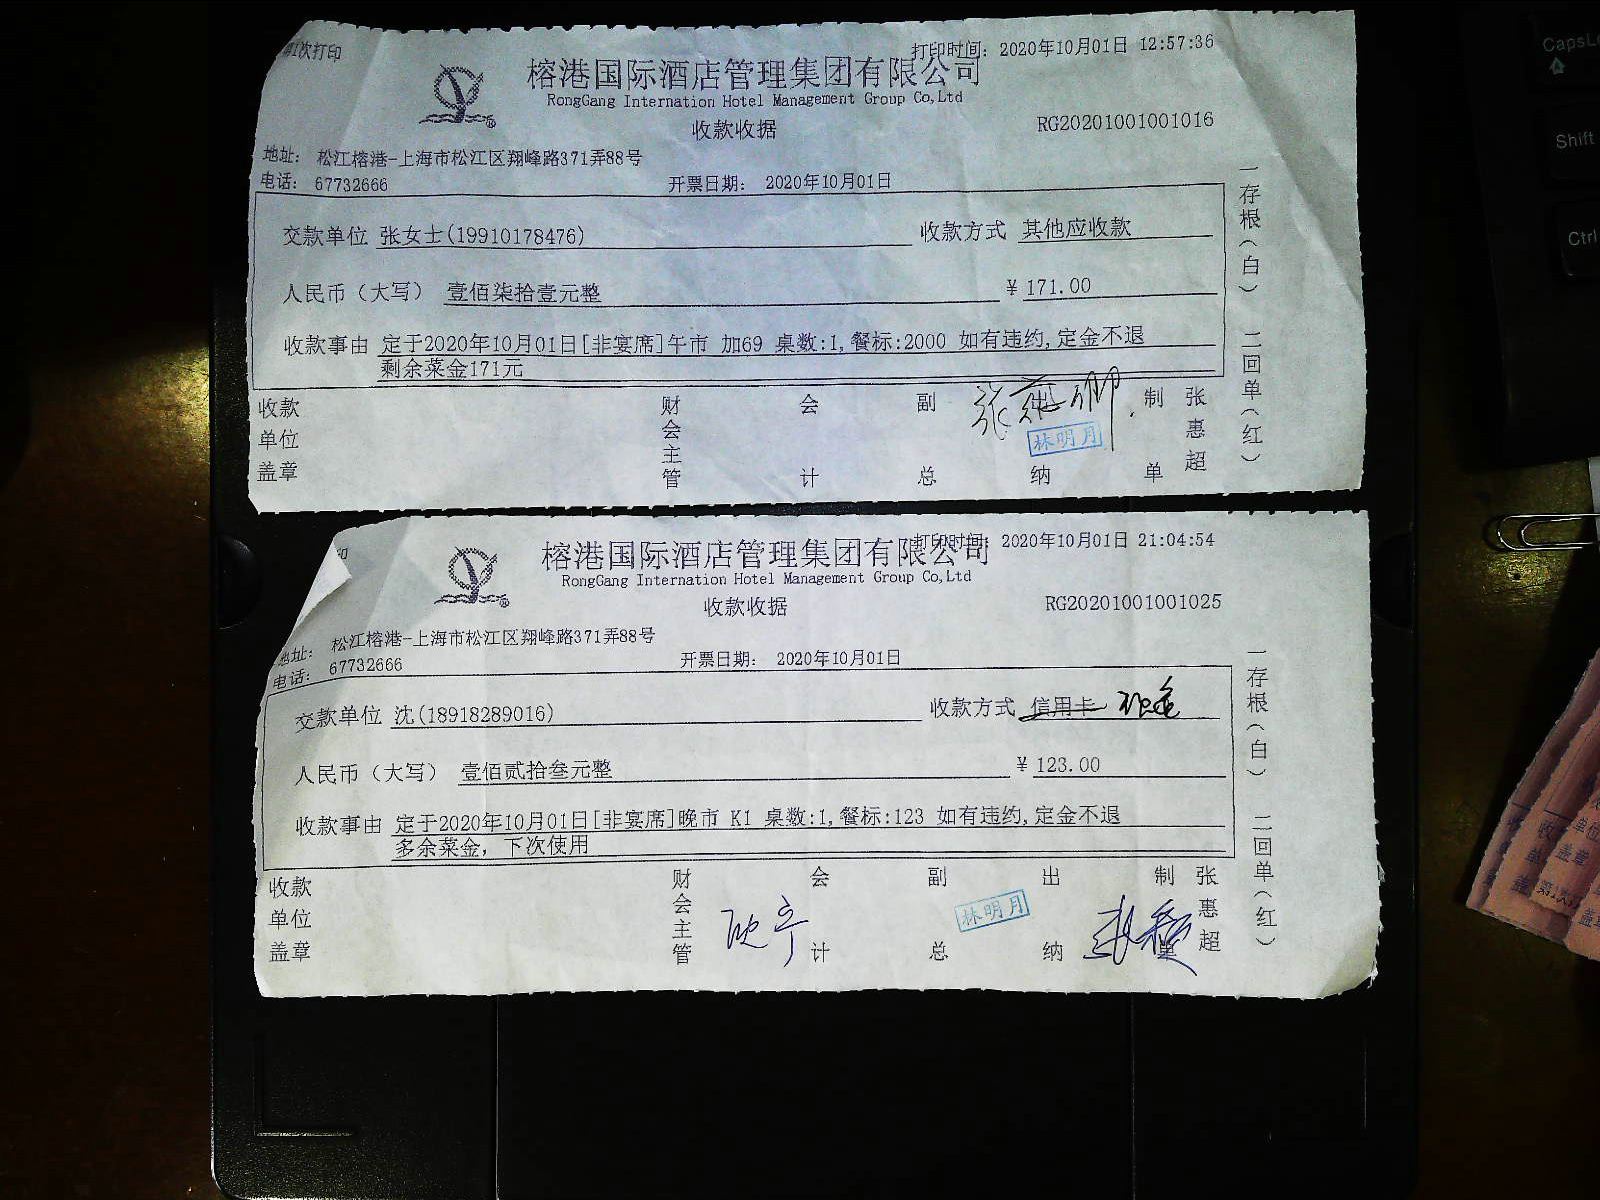 第1次打印
打印时间: 2020年10月01日 12:57:36
榕港国际酒店管理集团有限公司
RongGang Internation Hotel Management Group Co,Ltd
收款收据
RG20201001001016
地址: 松江榕港-上海市松江区翔峰路371弄88号
电话: 67732666 开票日期: 2020年10月01日
交款单位 张女士(19910178476) 收款方式 其他应收款
人民币（大写） 壹佰柒拾壹元整 ¥ 171.00
收款事由 定于2020年10月01日[非宴席]午市 加69 桌数:1,餐标:2000 如有违约,定金不退
剩余菜金171元
收款单位盖章 财会主管 会计 副总 出纳 制单 张惠超
林明月
一存根（白） 二回单（红）
印
打印时间: 2020年10月01日 21:04:54
榕港国际酒店管理集团有限公司
RongGang Internation Hotel Management Group Co,Ltd
收款收据
RG20201001001025
地址: 松江榕港-上海市松江区翔峰路371弄88号
电话: 67732666 开票日期: 2020年10月01日
交款单位 沈(18918289016) 收款方式 信用卡 现金
人民币（大写） 壹佰贰拾叁元整 ¥ 123.00
收款事由 定于2020年10月01日[非宴席]晚市 K1 桌数:1,餐标:123 如有违约,定金不退
多余菜金, 下次使用
收款单位盖章 财会主管 会计 副总 出纳 制单 张惠超
林明月
一存根（白） 二回单（红）
CapsLo
Shift
Ctrl